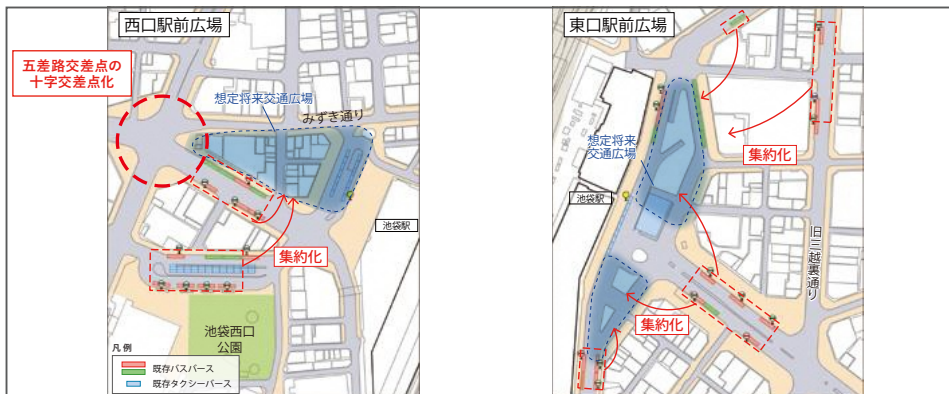 西口駅前広場
五差路交差点の
十字交差点化
想定将来交通広場
みずき通り
池袋駅
集約化
池袋西口
公園
凡例
既存バスバース
既存タクシーバース
東口駅前広場
集約化
想定将来
交通広場
池袋駅
旧三越裏通り
集約化